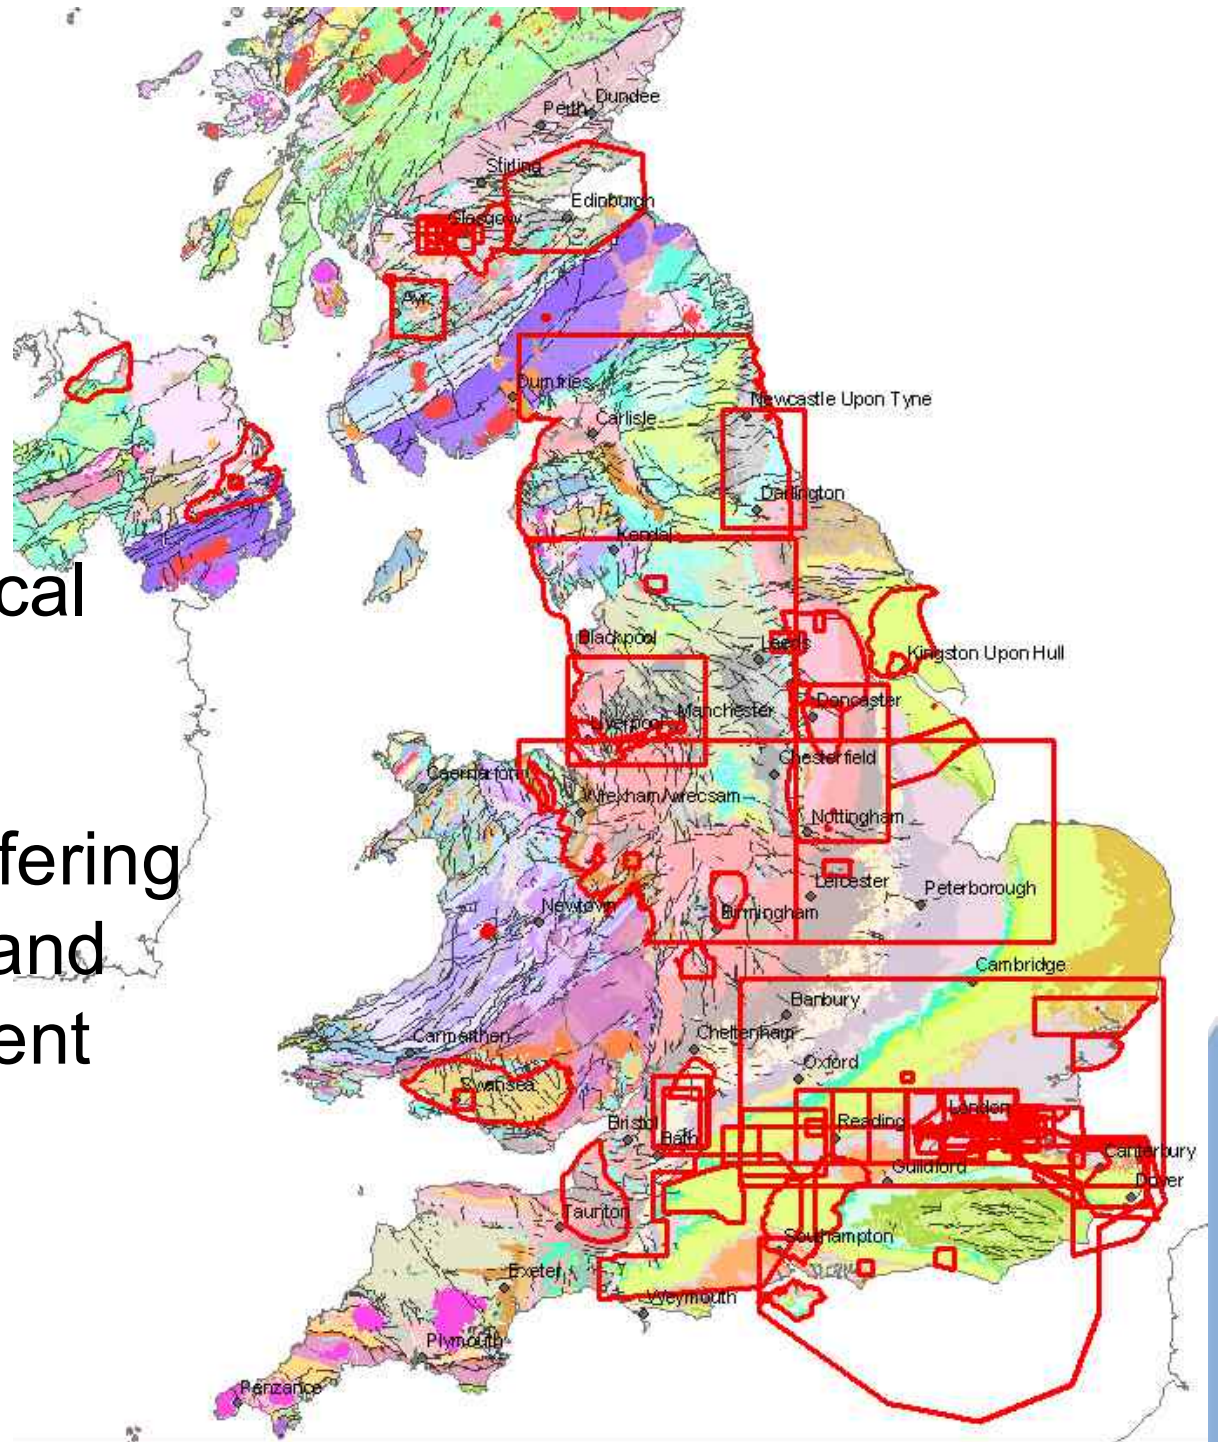 Dundee
Perth
Stirling
Edinburgh
Glasgow
Ayr
Dumfries
Newcastle Upon Tyne
Carlisle
Darlington
Kendal
cal
Blackpool
Leeds
Kingston Upon Hull
Doncaster
Manchester
Liverpool
Chesterfield
Caernarfon
Wrexham/wrecsam
Nottingham
fering
Leicester
Peterborough
Newtown
Birmingham
and
Cambridge
Banbury
ent
Carmarthen
Cheltenham
Oxford
Swansea
London
Reading
Bristol
Bath
Canterbury
Guildford
Dover
Taunton
Southampton
Exeter
Weymouth
Plymouth
Penzance